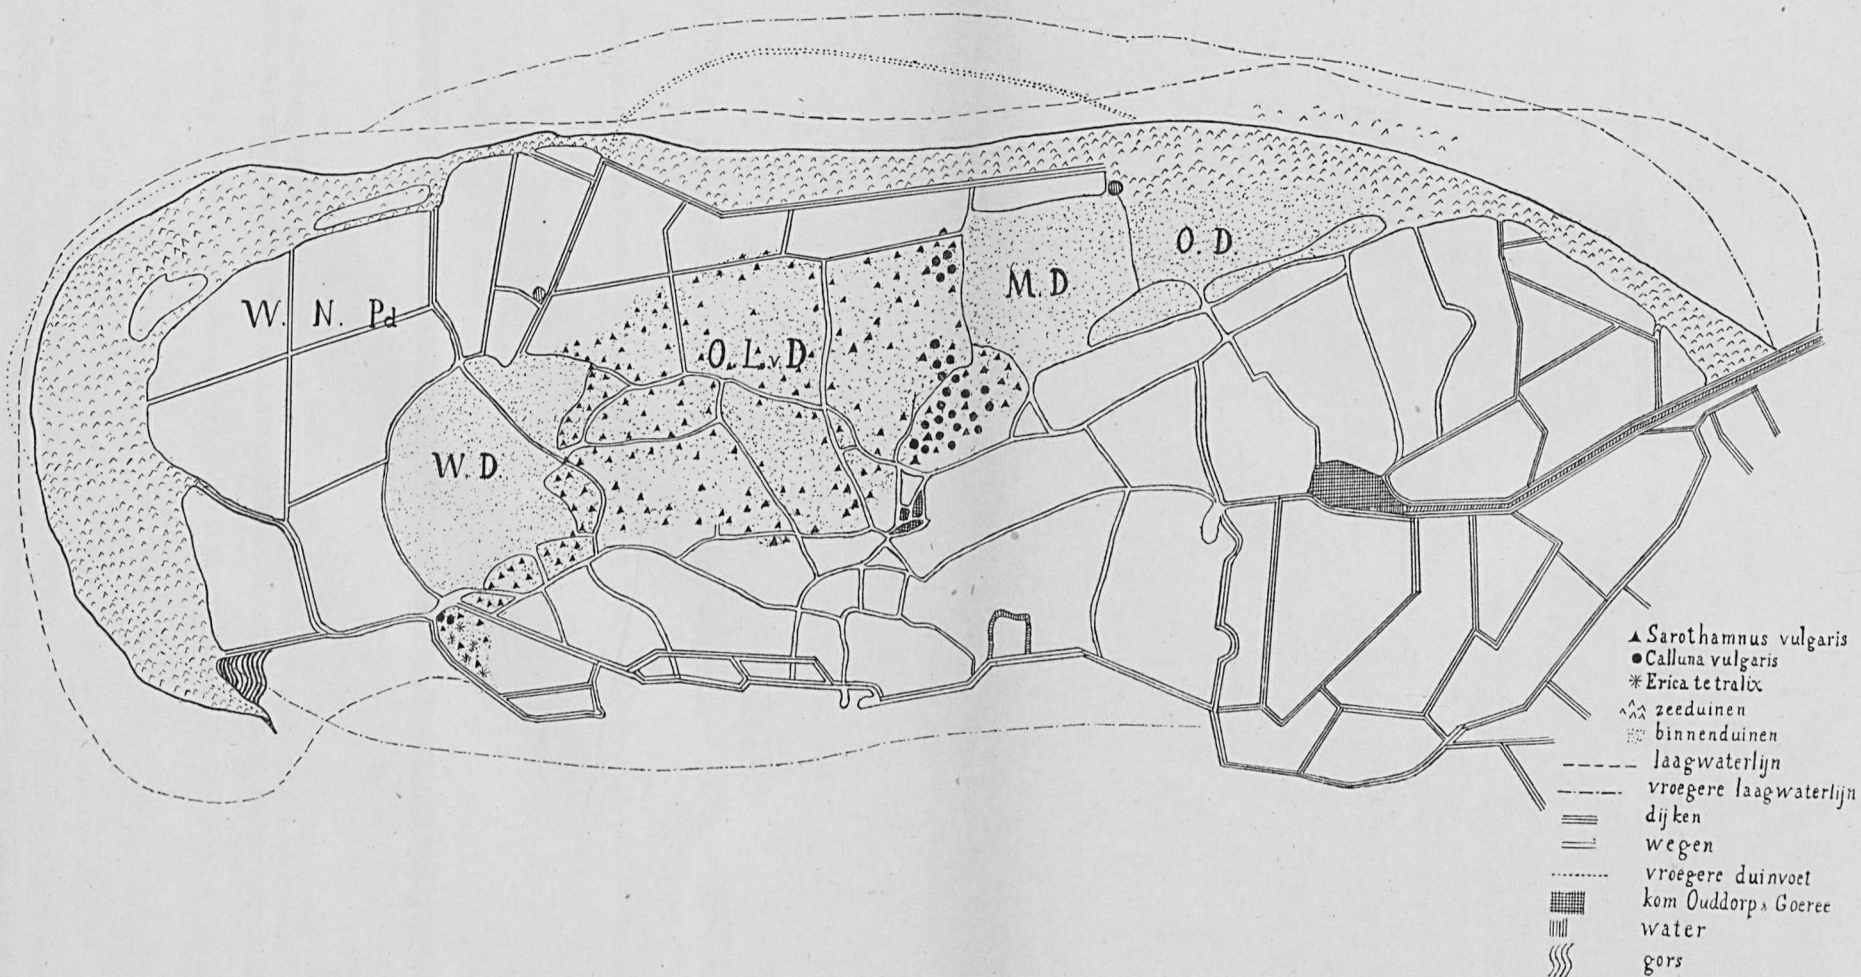 O. D
M. D
W. N. Pd
O. L. v D
W. D
Sarothamnus vulgaris
Calluna vulgaris
Erica tetralix
zeeduinen
binnenduinen
laagwaterlijn
vroegere laagwaterlijn
dijken
wegen
vroegere duinvoet
kom Ouddorp Goeree
water
gors